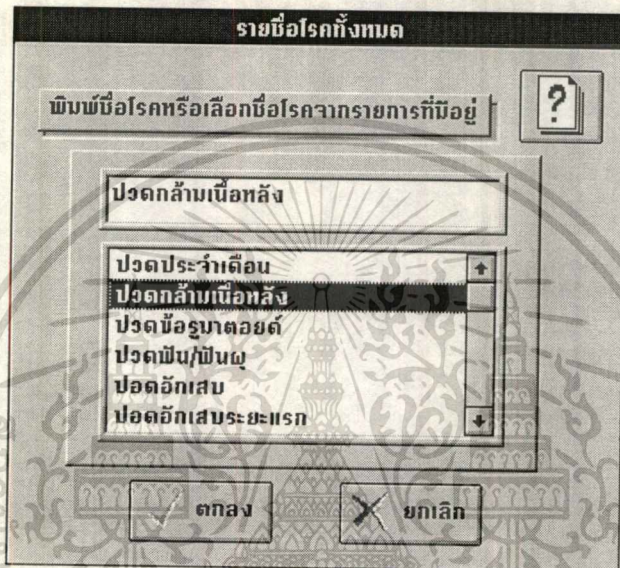 รายชื่อโรคทั้งหมด
พิมพ์ชื่อโรคหรือเลือกชื่อโรคจากรายการที่มีอยู่
?
ปวดกล้ามเนื้อหลัง
ปวดประจำเดือน
ปวดกล้ามเนื้อหลัง
ปวดข้อรูมาตอยด์
ปวดฟัน/ฟันผุ
ปอดอักเสบ
ปอดอักเสบระยะแรก
ตกลง
ยกเลิก